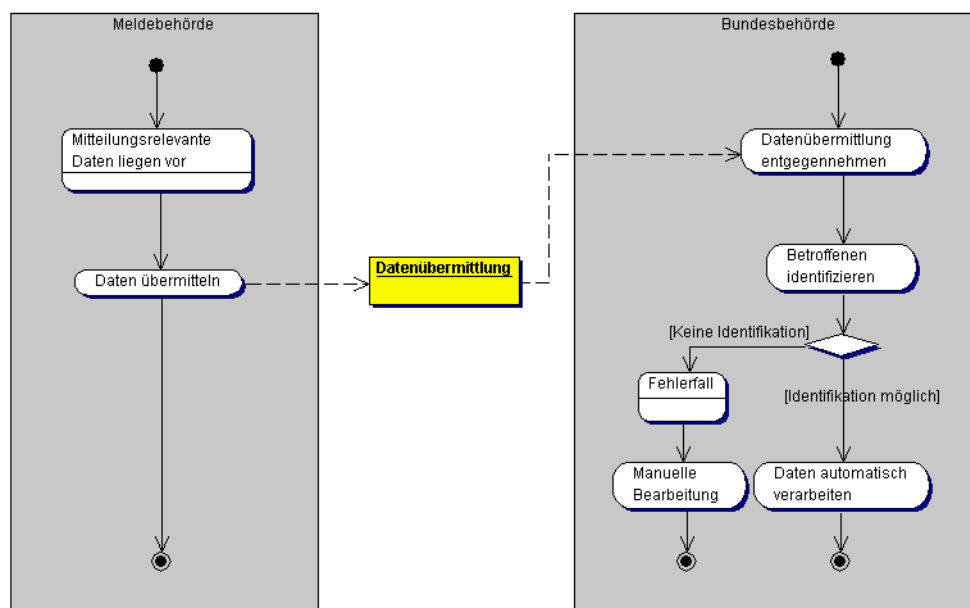 Meldebehörde
Mitteilungsrelevante
Daten liegen vor
Daten übermitteln
Datenübermittlung
Bundesbehörde
Datenübermittlung
entgegennehmen
Betroffenen
identifizieren
[Keine Identifikation]
Fehlerfall
[Identifikation möglich]
Manuelle
Bearbeitung
Daten automatisch
verarbeiten